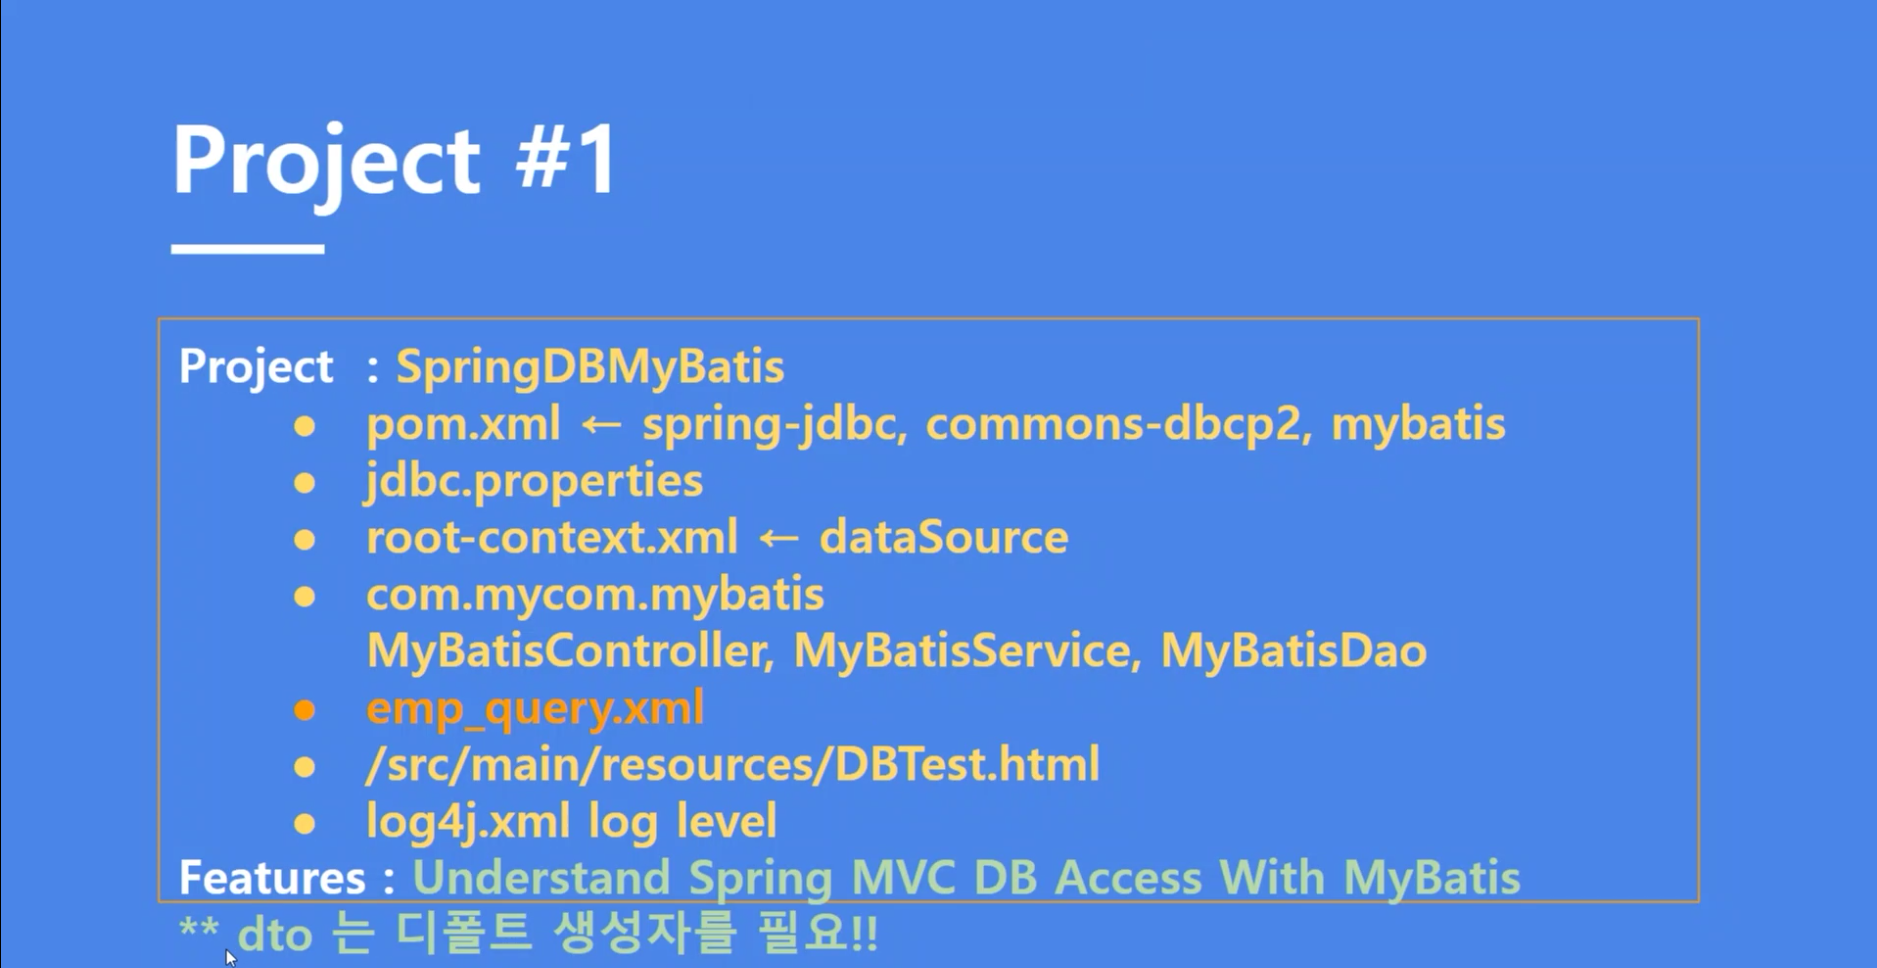 Project #1
Project : SpringDBMyBatis
● pom.xml ← spring-jdbc, commons-dbcp2, mybatis
● jdbc.properties
● root-context.xml ← dataSource
● com.mycom.mybatis
MyBatisController, MyBatisService, MyBatisDao
● emp_query.xml
● /src/main/resources/DBTest.html
● log4j.xml log level
Features : Understand Spring MVC DB Access With MyBatis
** dto 는 디폴트 생성자를 필요!!